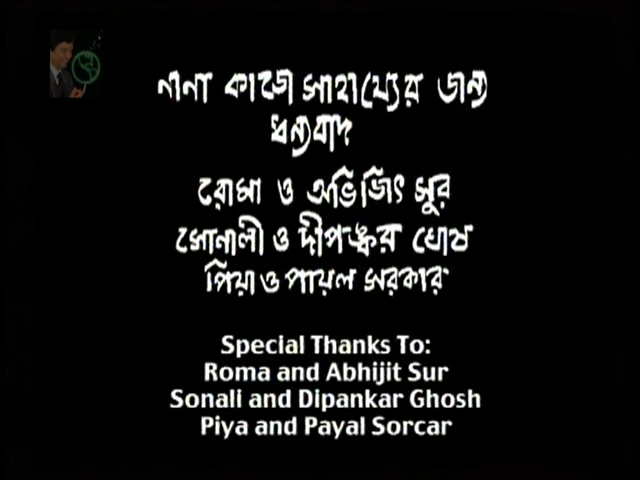 নানা কাজে সাহায্যের জন্য
ধন্যবাদ
রোমা ও অভিজিৎ সুর
সোনালী ও দীপঙ্কর ঘোষ
পিয়া ও পায়েল সরকার
Special Thanks To:
Roma and Abhijit Sur
Sonali and Dipankar Ghosh
Piya and Payal Sorcar